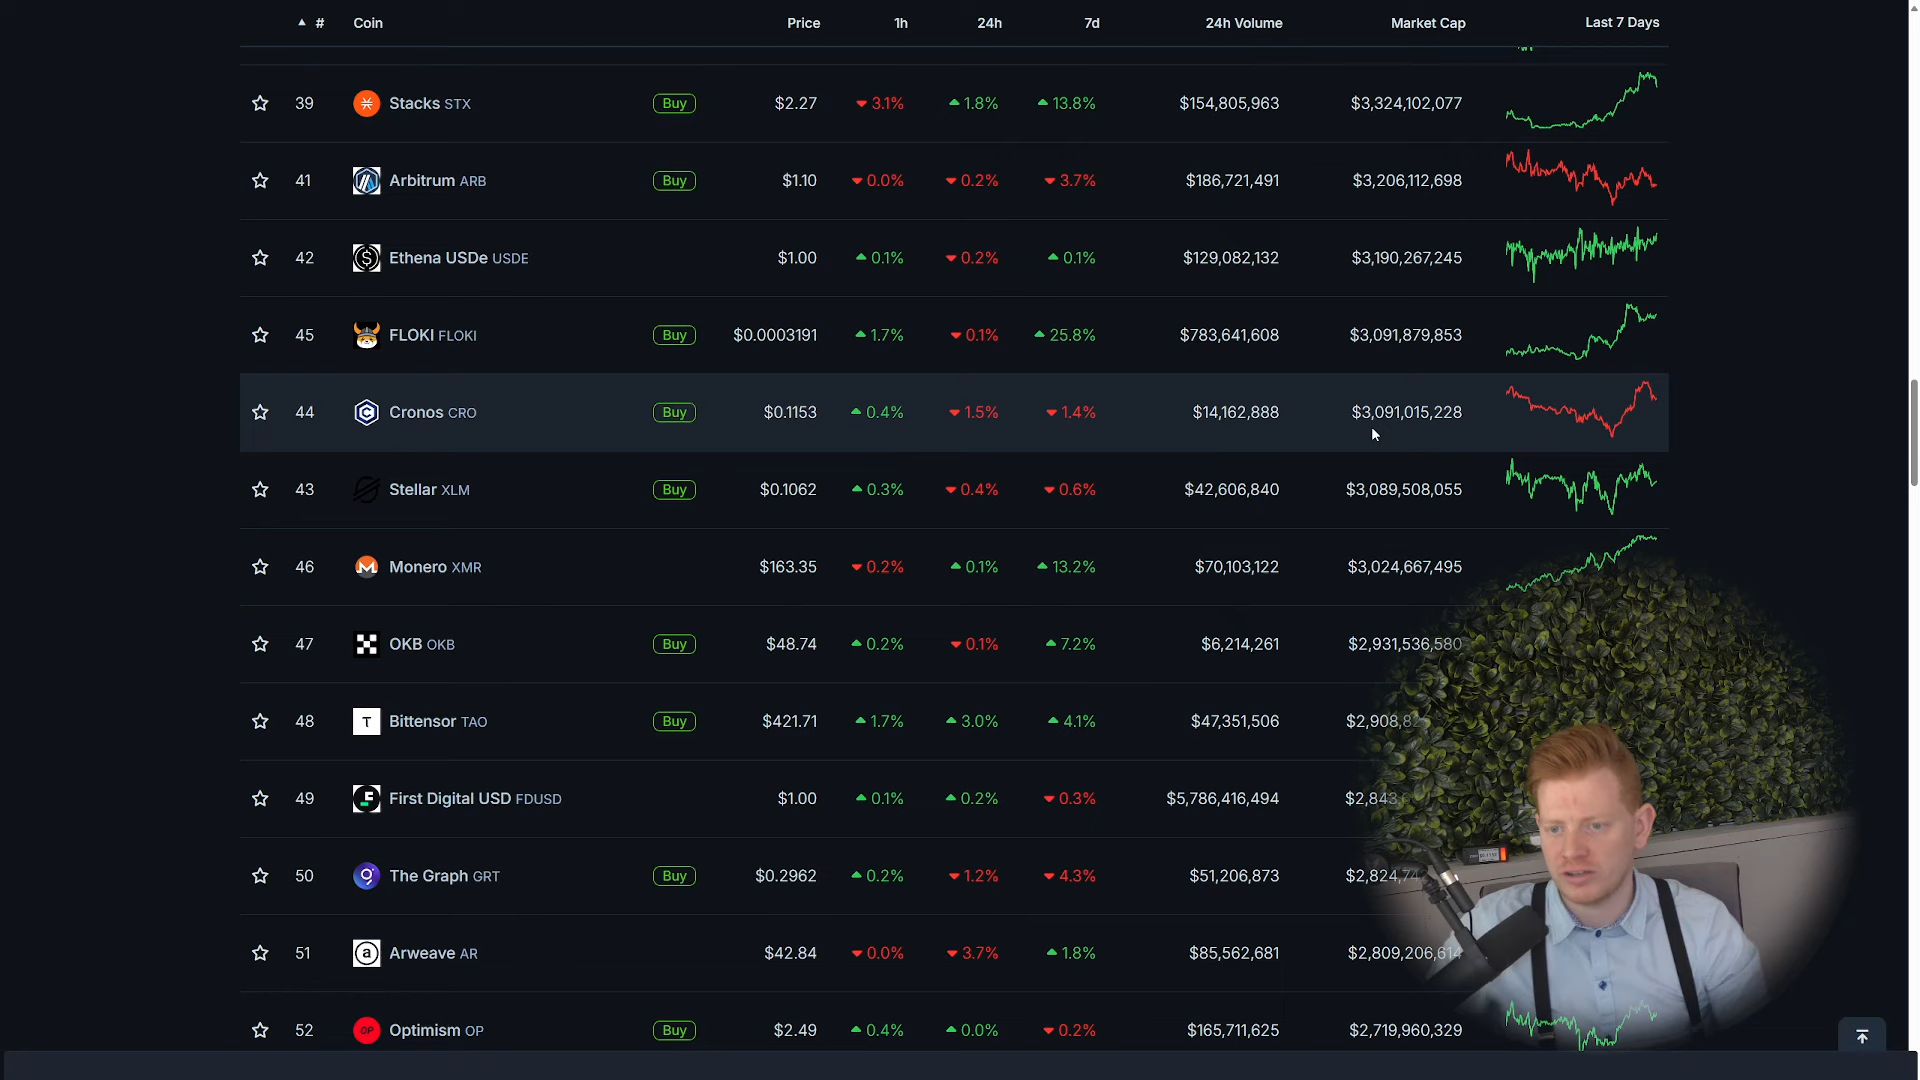 # Coin Price 1h 24h 7d 24h Volume Market Cap Last 7 Days
39 Stacks STX Buy $2.27 3.1% 1.8% 13.8% $154,805,963 $3,324,102,077
41 Arbitrum ARB Buy $1.10 0.0% 0.2% 3.7% $186,721,491 $3,206,112,698
42 Ethena USDe USDE $1.00 0.1% 0.2% 0.1% $129,082,132 $3,190,267,245
45 FLOKI FLOKI Buy $0.0003191 1.7% 0.1% 25.8% $783,641,608 $3,091,879,853
44 Cronos CRO Buy $0.1153 0.4% 1.5% 1.4% $14,162,888 $3,091,015,228
43 Stellar XLM Buy $0.1062 0.3% 0.4% 0.6% $42,606,840 $3,089,508,055
46 Monero XMR Buy $163.35 0.2% 0.1% 13.2% $70,103,122 $3,024,667,495
47 OKB OKB Buy $48.74 0.2% 0.1% 7.2% $6,214,261 $2,931,536,580
48 T Bittensor TAO Buy $421.71 1.7% 3.0% 4.1% $47,351,506
49 First Digital USD FDUSD $1.00 0.1% 0.2% 0.3% $5,786,416,494
50 The Graph GRT Buy $0.2962 0.2% 1.2% 4.3% $51,206,873
51 a Arweave AR $42.84 0.0% 3.7% 1.8% $85,562,681 $2,809,206,614
52 OP Optimism OP Buy $2.49 0.4% 0.0% 0.2% $165,711,625 $2,719,960,329